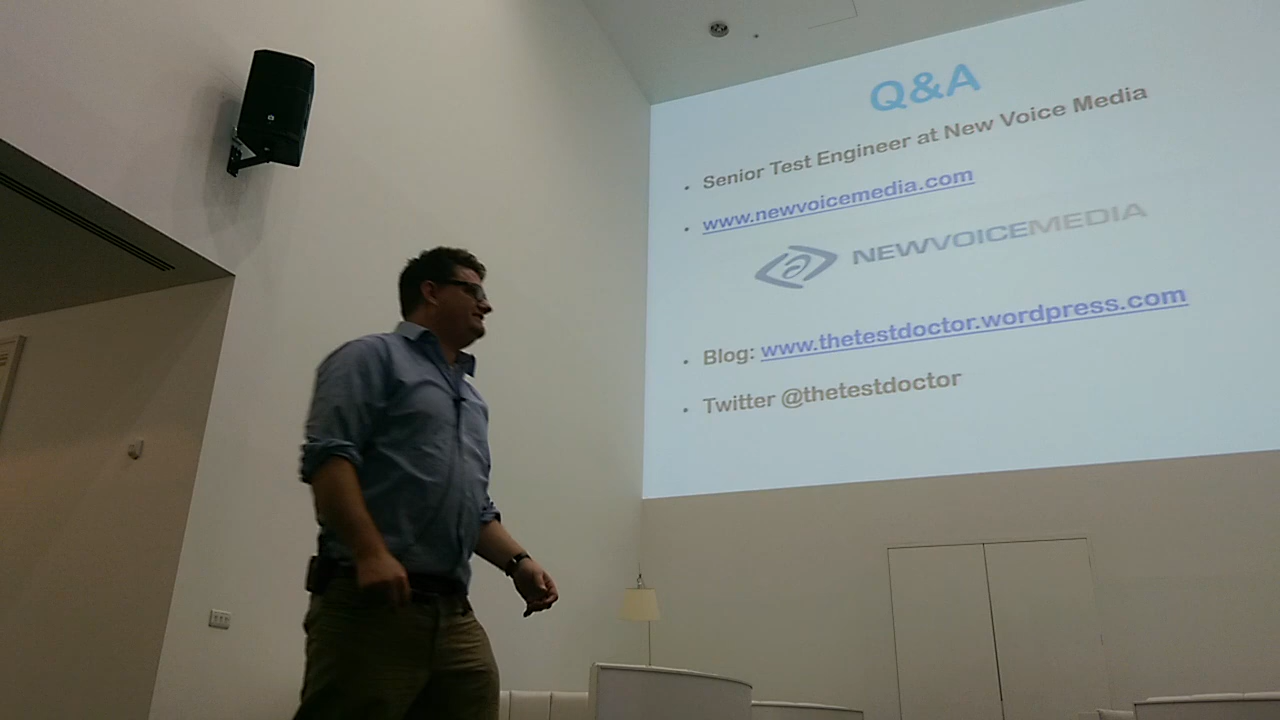 Q&A
Senior Test Engineer at New Voice Media
www.newvoicemedia.com
NEWVOICEMEDIA
Blog: www.thetestdoctor.wordpress.com
Twitter @thetestdoctor